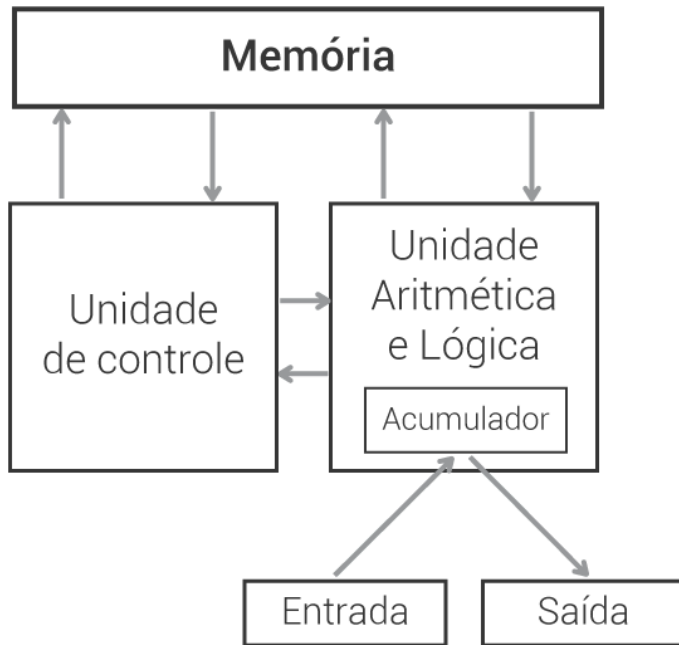 Memória
Unidade
de controle
Unidade
Aritmética
e Lógica
Acumulador
Entrada
Saída